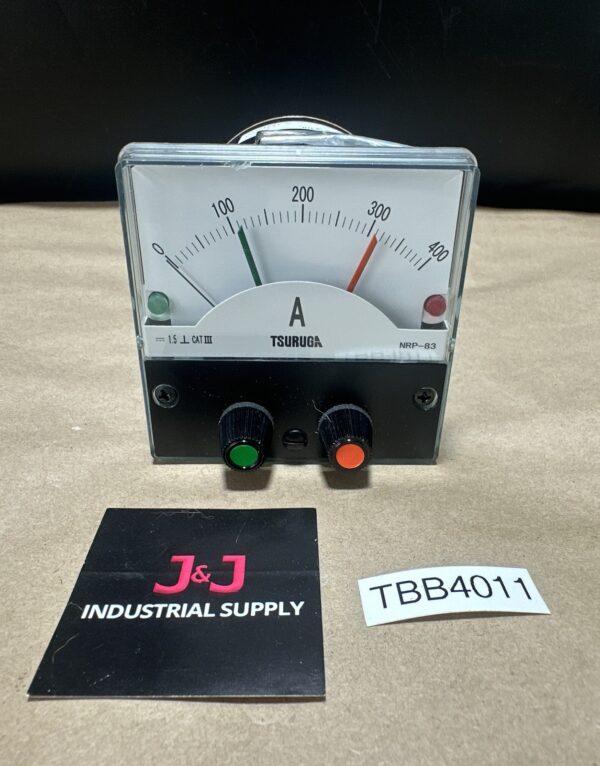 0 100 200 300 400
A
⎓ 1.5 ⊥ CAT III TSURUGA NRP-83
J&J
INDUSTRIAL SUPPLY
TBB4011